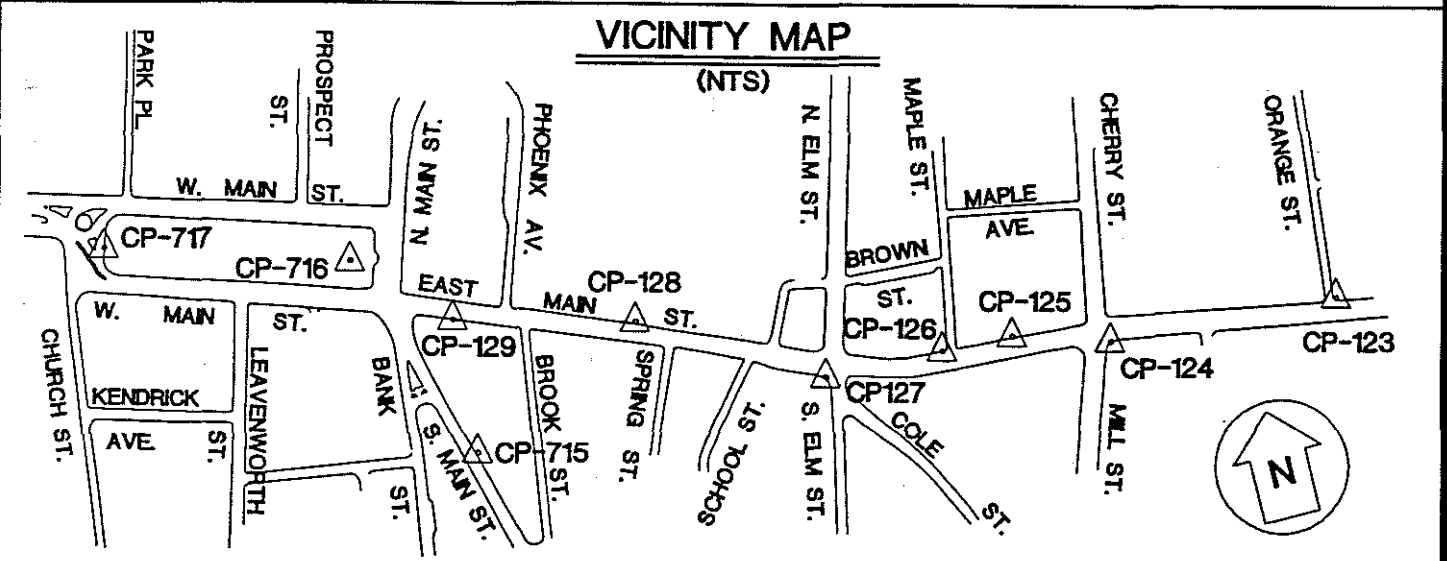 VICINITY MAP
(NTS)
PARK PL.
PROSPECT
ST.
N. MAIN ST.
PHOENIX AV.
N. ELM ST.
MAPLE ST.
CHERRY ST.
ORANGE ST.
W. MAIN ST.
MAPLE
AVE.
CP-717
CP-716
BROWN
ST.
EAST MAIN ST.
CP-128
CP-125
CP-126
CP-123
W. MAIN ST.
CP-129
CP-124
CP127
CHURCH ST.
KENDRICK
AVE.
LEAVENWORTH
ST.
BANK
ST.
S. MAIN ST.
CP-715
BROOK
ST.
SPRING ST.
SCHOOL ST.
S. ELM ST.
COLE
ST.
MILL ST.
N